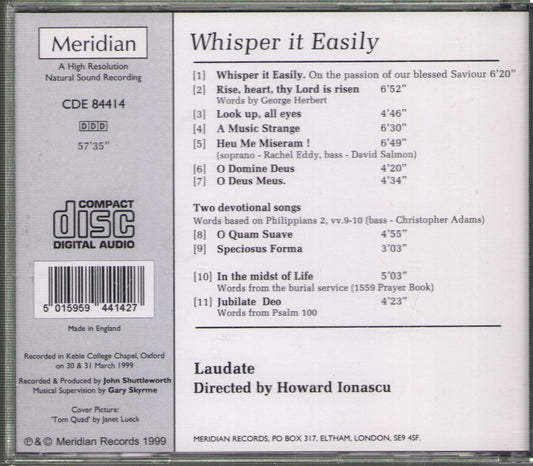 Meridian
A High Resolution
Natural Sound Recording
CDE 84414
DDD
57'35"
COMPACT
disc
DIGITAL AUDIO
5 015959 441427
Made in England
Recorded in Keble College Chapel, Oxford
on 30 & 31 March 1999
Recorded & Produced by John Shuttleworth
Musical Supervision by Gary Skyrme
Cover Picture:
'Tom Quad' by Janet Lueck
℗ & © Meridian Records 1999
Whisper it Easily
[1] Whisper it Easily. On the passion of our blessed Saviour 6'20"
[2] Rise, heart, thy Lord is risen 6'52"
Words by George Herbert
[3] Look up, all eyes 4'46"
[4] A Music Strange 6'30"
[5] Heu Me Miseram ! 6'49"
(soprano - Rachel Eddy, bass - David Salmon)
[6] O Domine Deus 4'20"
[7] O Deus Meus. 4'34"
Two devotional songs
Words based on Philippians 2, vv.9-10 (bass - Christopher Adams)
[8] O Quam Suave 4'55"
[9] Speciosus Forma 3'03"
[10] In the midst of Life 5'03"
Words from the burial service (1559 Prayer Book)
[11] Jubilate Deo 4'23"
Words from Psalm 100
Laudate
Directed by Howard Ionascu
MERIDIAN RECORDS, PO BOX 317, ELTHAM, LONDON, SE9 4SF.